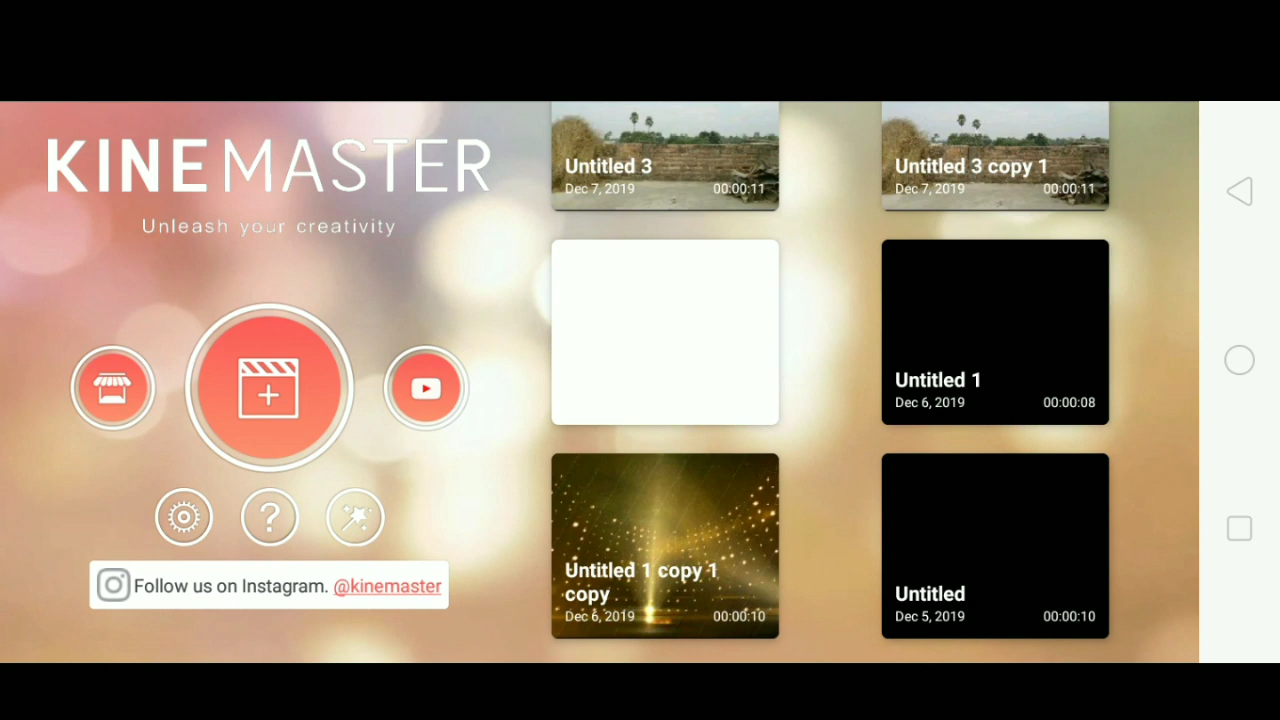 KINEMASTER
Unleash your creativity
Follow us on Instagram. @kinemaster
Untitled 3
Dec 7, 2019 00:00:11
Untitled 3 copy 1
Dec 7, 2019 00:00:11
Untitled 1
Dec 6, 2019 00:00:08
Untitled 1 copy 1
copy
Dec 6, 2019 00:00:10
Untitled
Dec 5, 2019 00:00:10